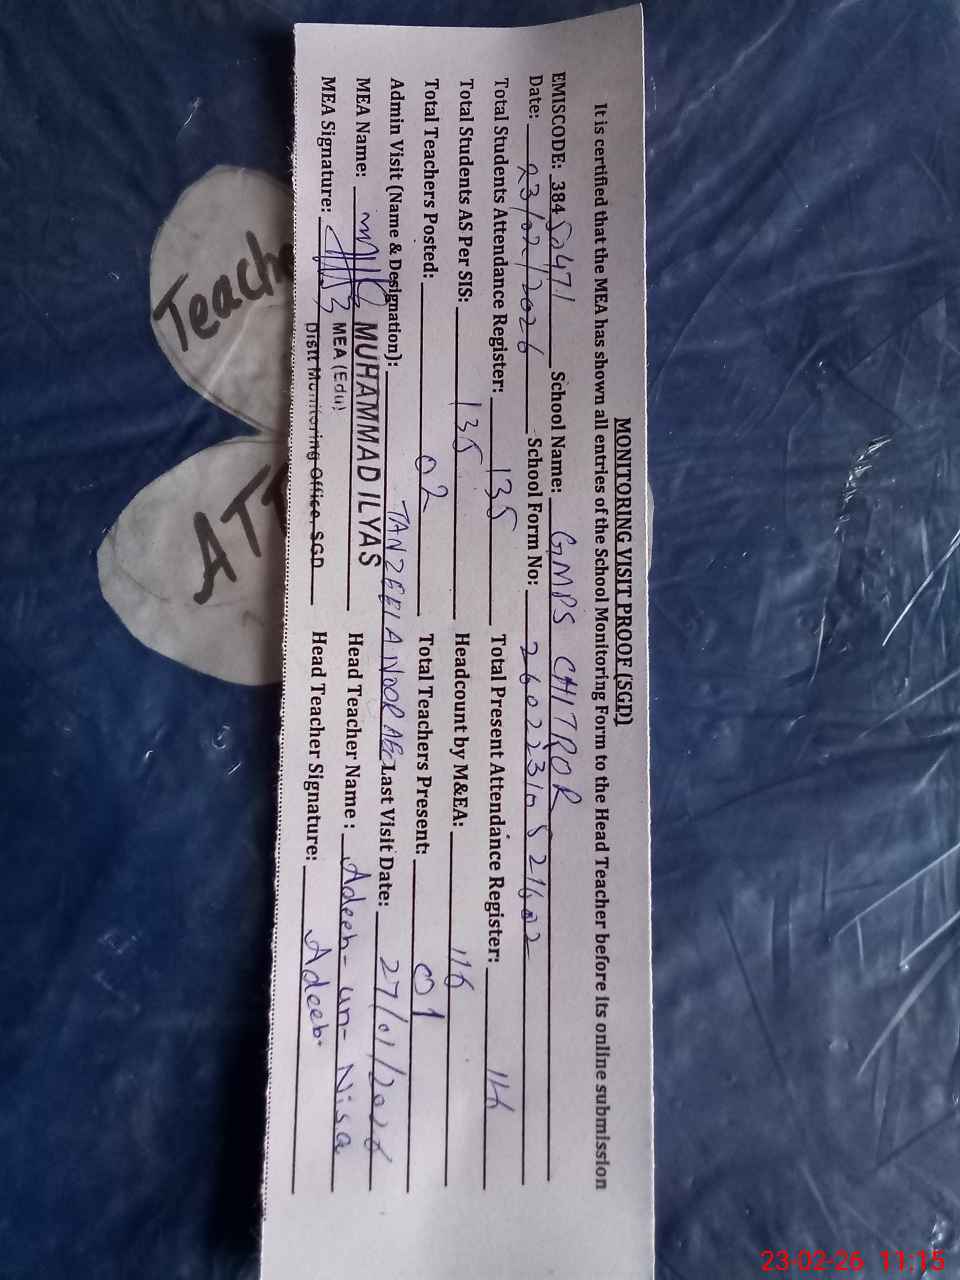 MONITORING VISIT PROOF (SGD)
It is certified that the MEA has shown all entries of the School Monitoring Form to the Head Teacher before its online submission
EMISCODE: 384 School Name: GMPS CHITROR
Date: 23/02/2026 School Form No:
Total Students Attendance Register: 135 Total Present Attendance Register:
Total Students AS Per SIS: 135 Headcount by M&EA: 116
Total Teachers Posted: 02 Total Teachers Present: 01
Admin Visit (Name & Designation): TANZEELA NOOR Last Visit Date: 27/01/2026
MEA Name: MUHAMMAD ILYAS Head Teacher Name : Adeeb-un-Nisa
MEA (Edu)
MEA Signature: Distt Monitoring Office, SGD Head Teacher Signature: Adeeb
Teach
ATT
23-02-26 11:15